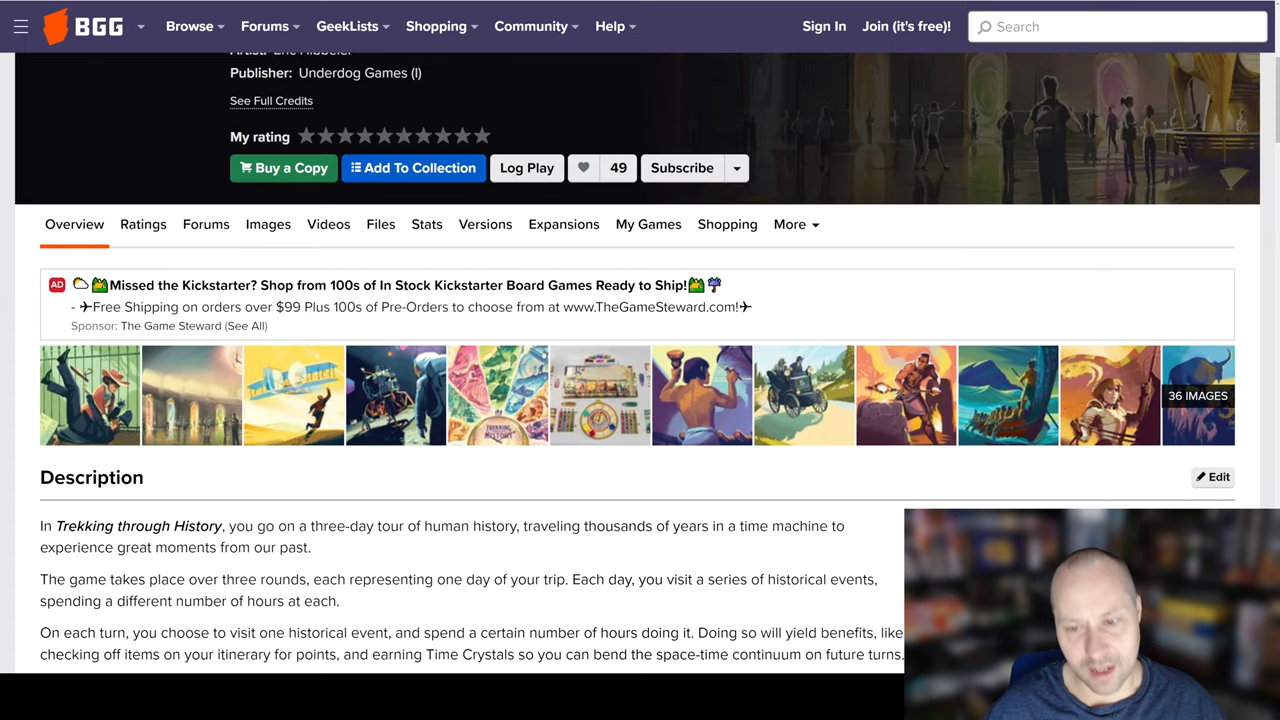 BGG
Browse
Forums
GeekLists
Shopping
Community
Help
Sign In
Join (it's free)!
Search
Publisher: Underdog Games (I)
See Full Credits
My rating
Buy a Copy
Add To Collection
Log Play
49
Subscribe
Overview
Ratings
Forums
Images
Videos
Files
Stats
Versions
Expansions
My Games
Shopping
More
AD
Missed the Kickstarter? Shop from 100s of In Stock Kickstarter Board Games Ready to Ship!
- ✈Free Shipping on orders over $99 Plus 100s of Pre-Orders to choose from at www.TheGameSteward.com!✈
Sponsor: The Game Steward (See All)
TREKKING
HISTORY
36 IMAGES
Description
Edit
In Trekking through History, you go on a three-day tour of human history, traveling thousands of years in a time machine to
experience great moments from our past.
The game takes place over three rounds, each representing one day of your trip. Each day, you visit a series of historical events,
spending a different number of hours at each.
On each turn, you choose to visit one historical event, and spend a certain number of hours doing it. Doing so will yield benefits, like
checking off items on your itinerary for points, and earning Time Crystals so you can bend the space-time continuum on future turns.